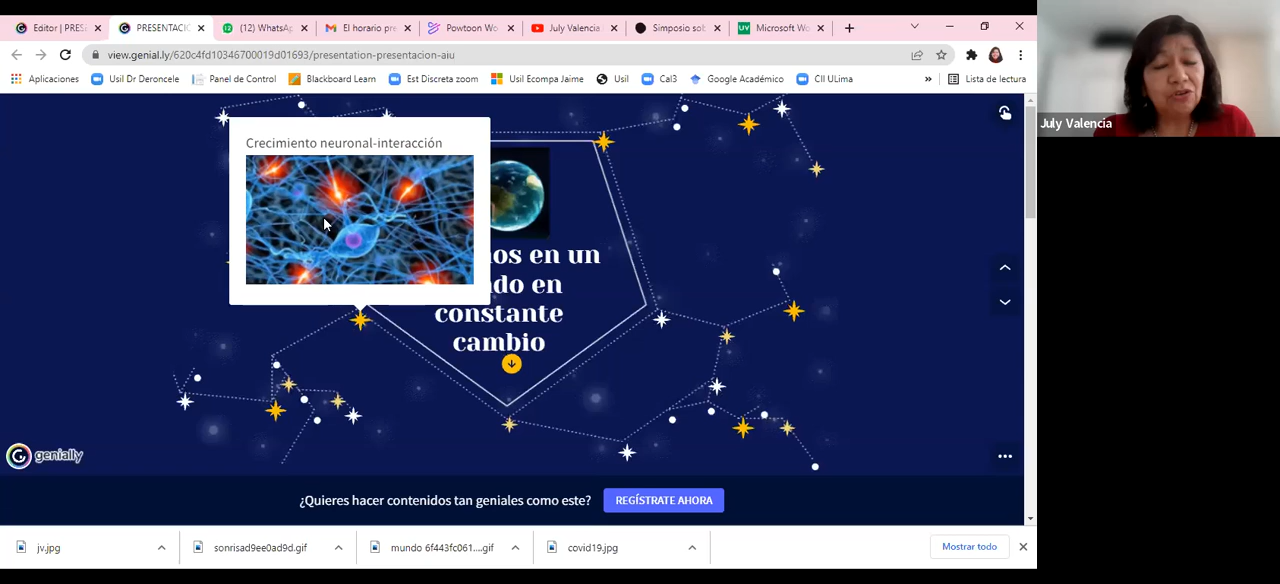 Editor | PRES
PRESENTACIC
(12) WhatsA
El horario pre
Powtoon Wo
July Valencia
Simposio sob
Microsoft Wo
view.genial.ly/620c4fd10346700019d01693/presentation-presentacion-aiu
Aplicaciones
Usil Dr Deroncele
Panel de Control
Blackboard Learn
Est Discreta zoom
Usil Ecompa Jaime
Usil
Cal3
Google Académico
CII ULima
»
Lista de lectura
July Valencia
Crecimiento neuronal-interacción
os en un
do en
constante
cambio
genially
¿Quieres hacer contenidos tan geniales como este?
REGÍSTRATE AHORA
jv.jpg
sonrisad9ee0ad9d.gif
mundo 6f443fc061....gif
covid19.jpg
Mostrar todo